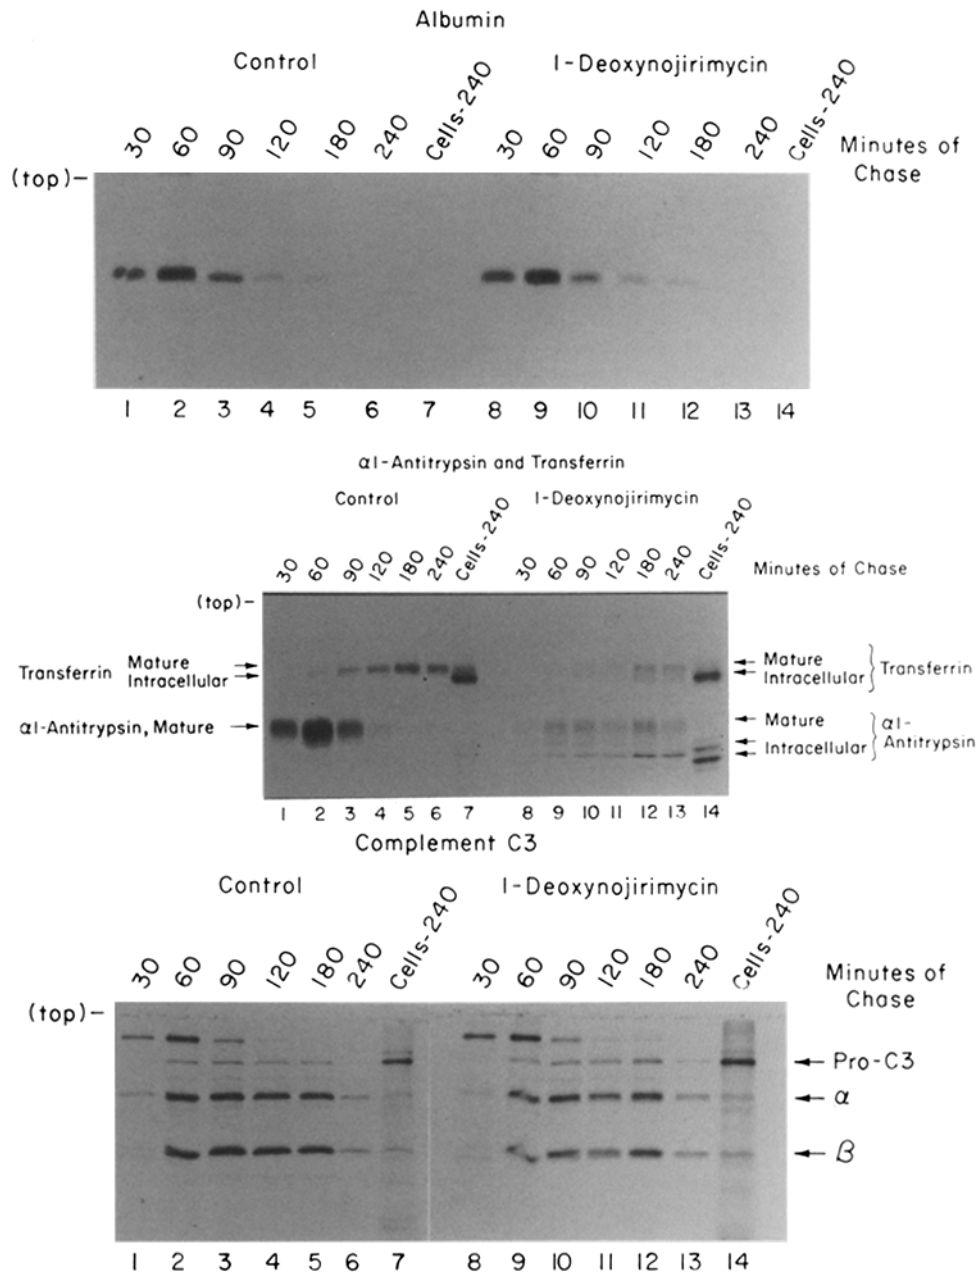 Albumin
Control 1-Deoxynojirimycin
30 60 90 120 180 240 Cells-240 30 60 90 120 180 240 Cells-240 Minutes of Chase
(top)-
1 2 3 4 5 6 7 8 9 10 11 12 13 14
α1-Antitrypsin and Transferrin
Control 1-Deoxynojirimycin
30 60 90 120 180 240 Cells-240 30 60 90 120 180 240 Cells-240 Minutes of Chase
(top)-
Transferrin Mature Mature Transferrin
Intracellular Intracellular
α1-Antitrypsin, Mature Mature α1-Antitrypsin
Intracellular
1 2 3 4 5 6 7 8 9 10 11 12 13 14
Complement C3
Control 1-Deoxynojirimycin
30 60 90 120 180 240 Cells-240 30 60 90 120 180 240 Cells-240 Minutes of Chase
(top)-
Pro-C3
α
β
1 2 3 4 5 6 7 8 9 10 11 12 13 14